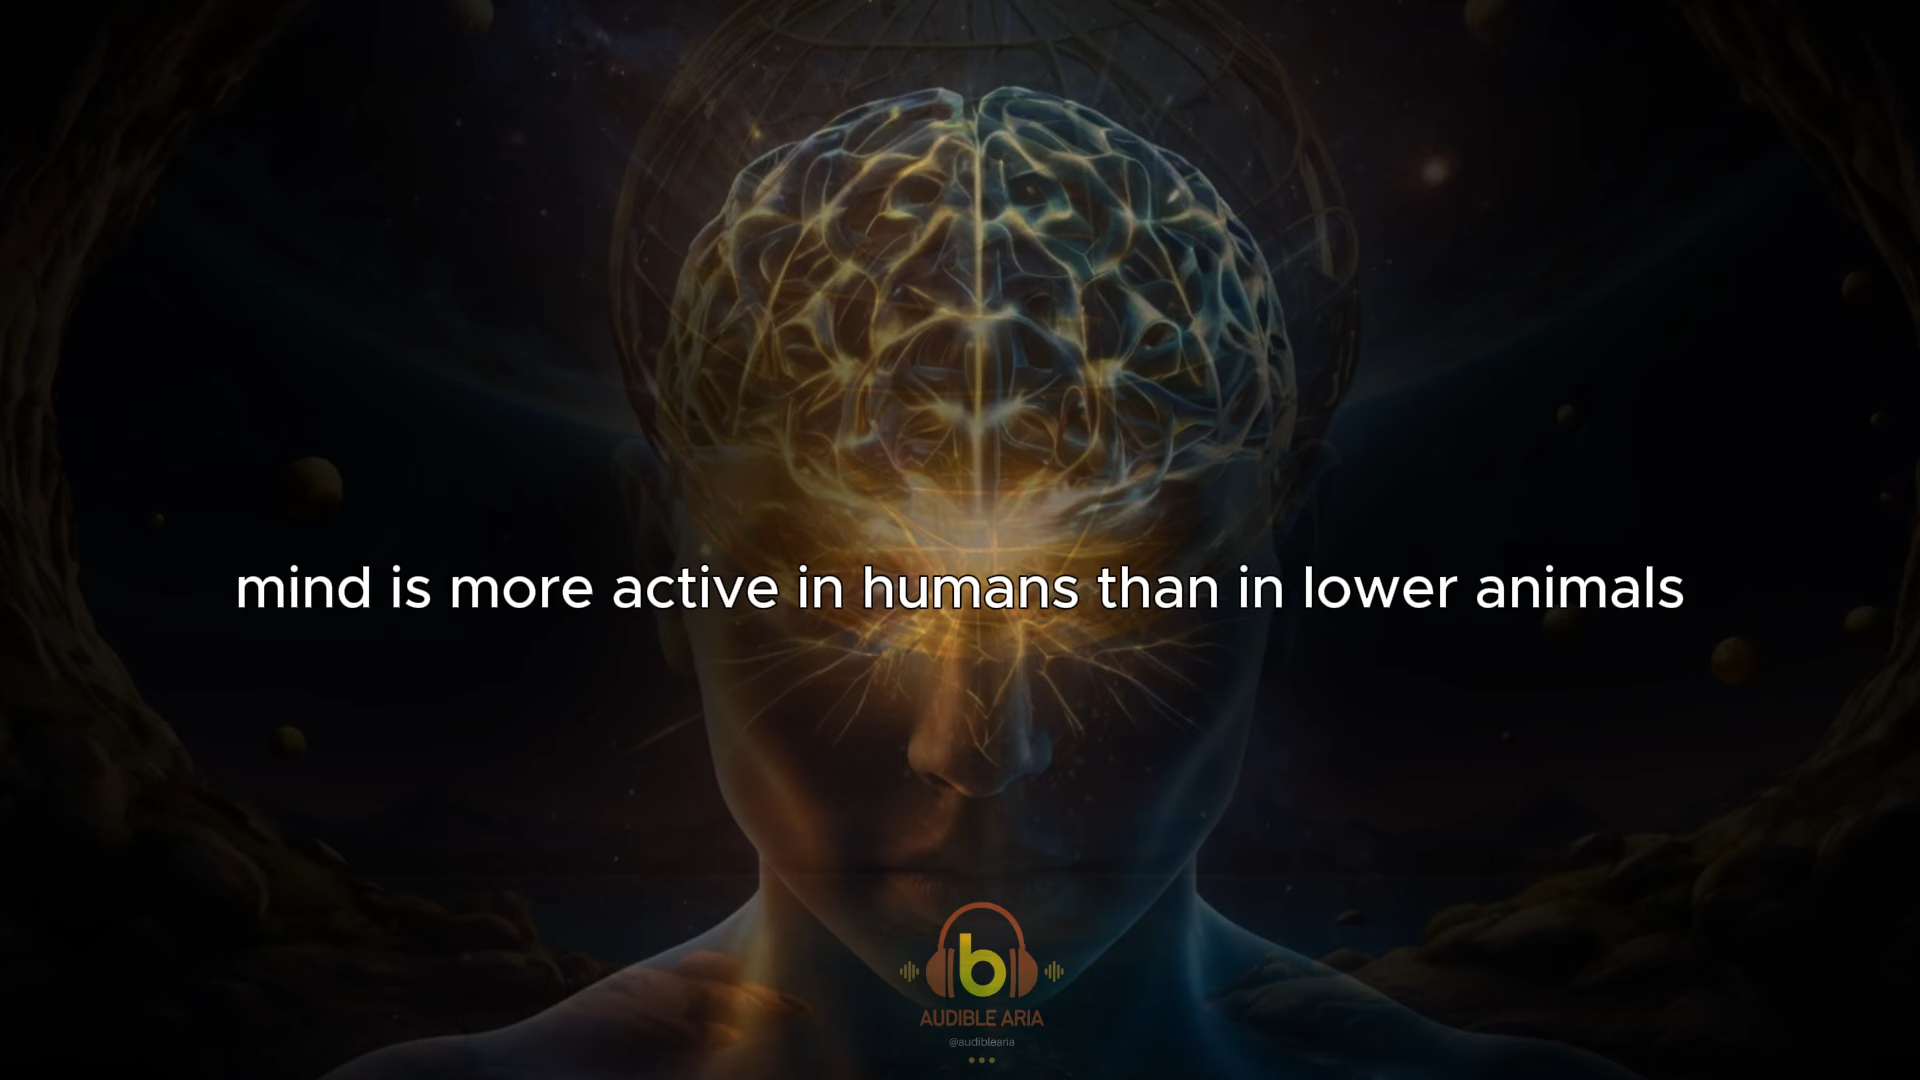 mind is more active in humans than in lower animals
b
AUDIBLE ARIA
@audiblearia